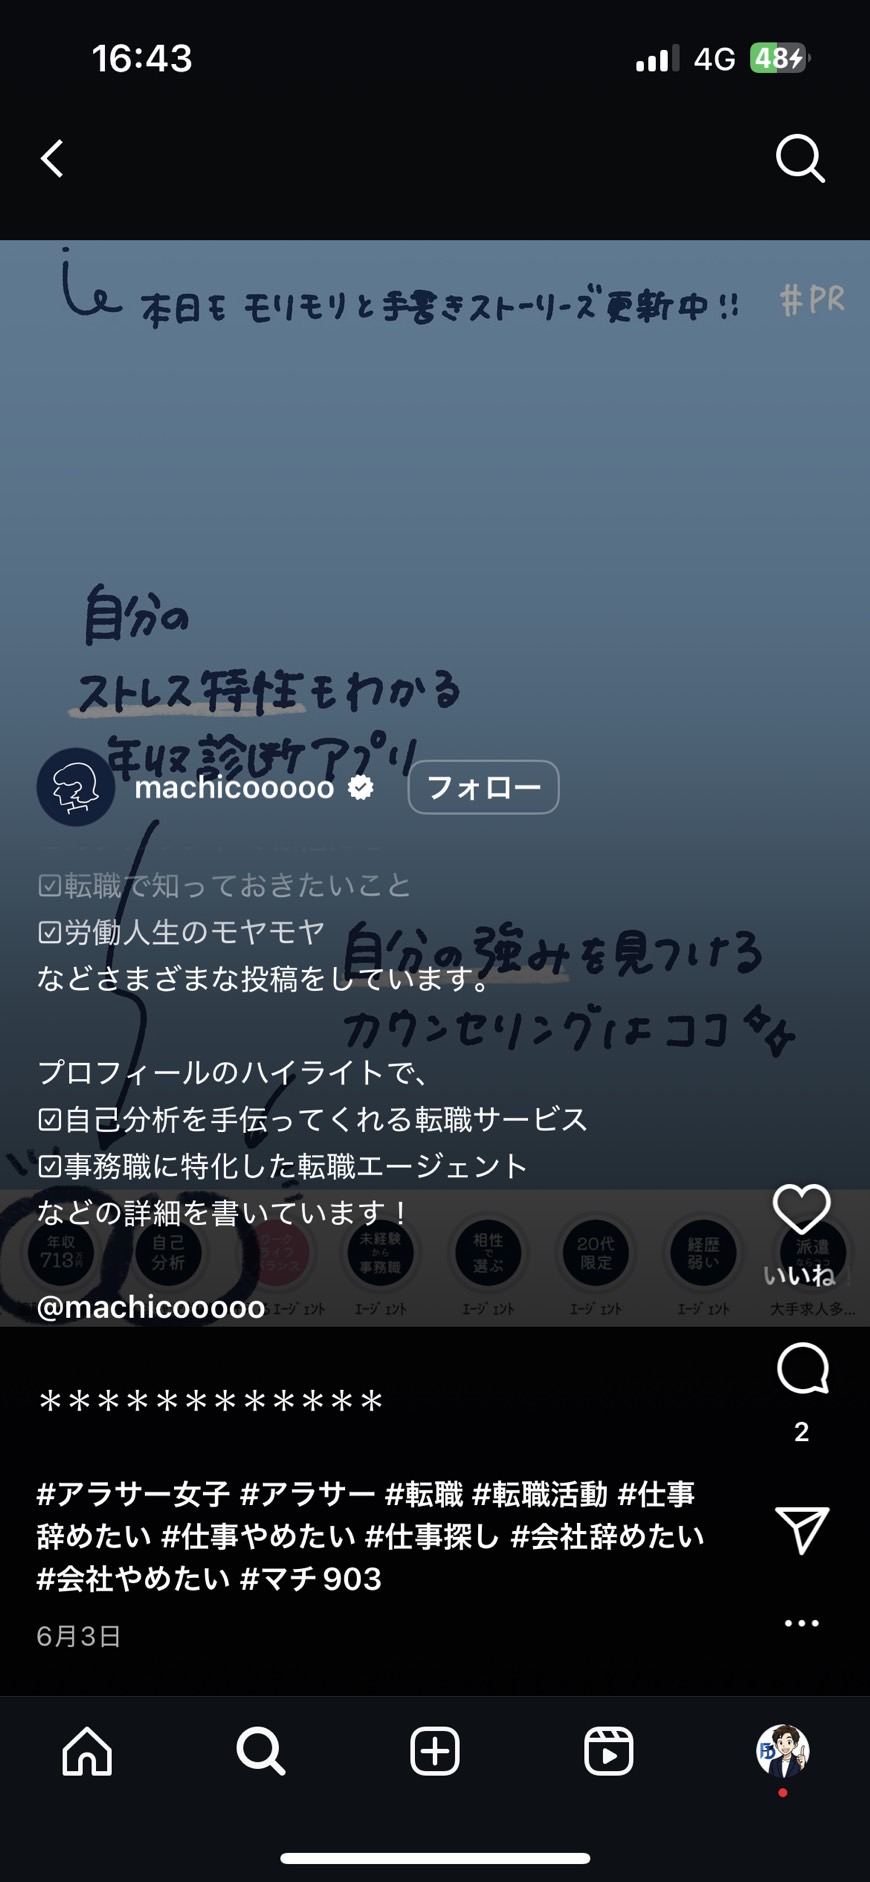 16:43
4G
48
本日も モリモリと手書きストーリーズ更新中!!
#PR
自分の
ストレス特性もわかる
年収診断アプリ
machicooooo
フォロー
☑転職で知っておきたいこと
☑労働人生のモヤモヤ
などさまざまな投稿をしています。
自分の強みを見つける
カウンセリングはココ
プロフィールのハイライトで、
☑自己分析を手伝ってくれる転職サービス
☑事務職に特化した転職エージェント
などの詳細を書いています！
年収
713万円
自己
分析
ワーク
ライフ
バランス
未経験
から
事務職
相性
で
選ぶ
20代
限定
経歴
弱い
派遣
いいね！
@machicooooo
エージェント
エージェント
エージェント
エージェント
エージェント
大手求人多...
2
＊＊＊＊＊＊＊＊＊＊＊＊
#アラサー女子 #アラサー #転職 #転職活動 #仕事
辞めたい #仕事やめたい #仕事探し #会社辞めたい
#会社やめたい #マチ903
6月3日